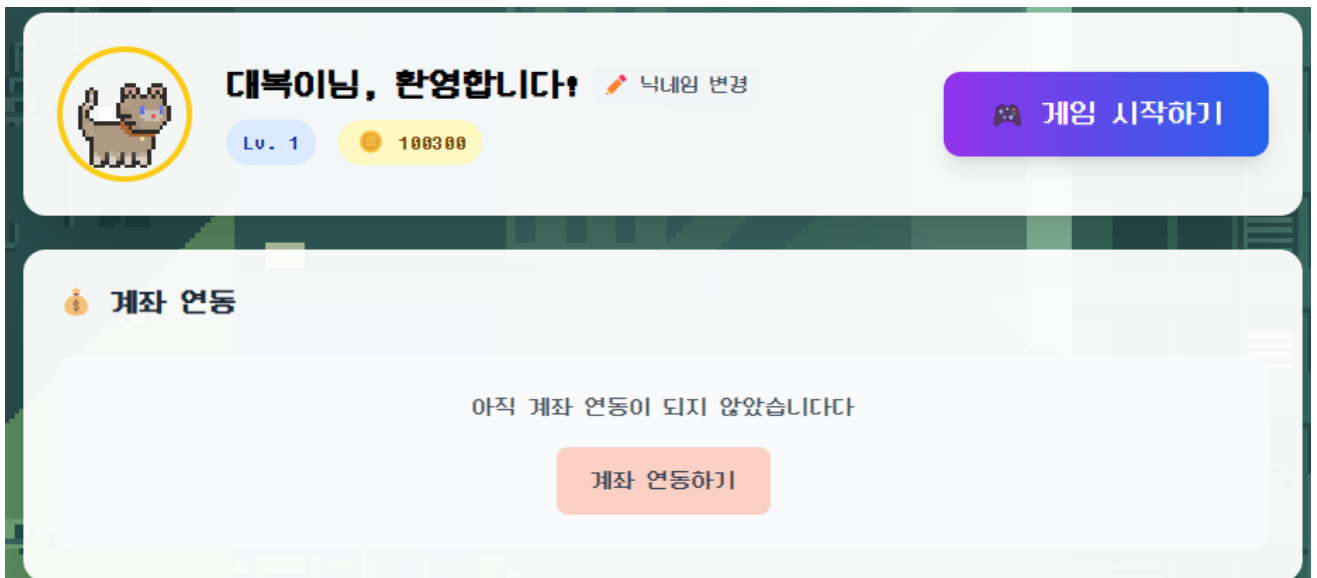 대복이님, 환영합니다! 닉네임 변경
Lv. 1 100300
게임 시작하기
계좌 연동
아직 계좌 연동이 되지 않았습니다다
계좌 연동하기